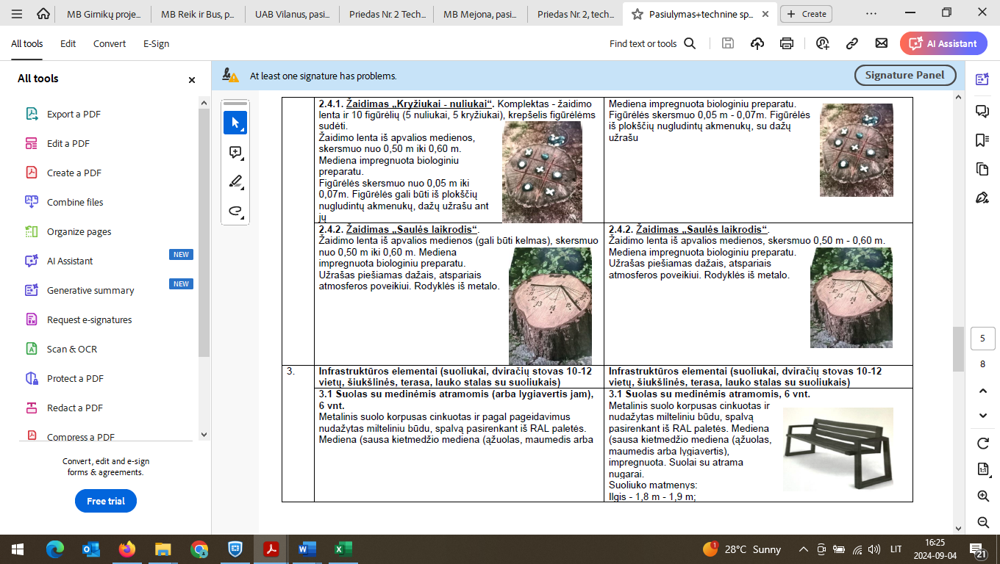 MB Girnikų proje...
MB Reik ir Bus, p...
UAB Vilanus, pasi...
Priedas Nr. 2 Tech...
MB Mejona, pasi...
Priedas Nr. 2, tech...
Pasiulymas+technine sp...
Create
All tools
Edit
Convert
E-Sign
Find text or tools
AI Assistant
All tools
Export a PDF
Edit a PDF
Create a PDF
Combine files
Organize pages
AI Assistant
NEW
Generative summary
NEW
Request e-signatures
Scan & OCR
Protect a PDF
Redact a PDF
Compress a PDF
Convert, edit and e-sign
forms & agreements.
Free trial
At least one signature has problems.
Signature Panel
2.4.1. Žaidimas „Kryžiukai - nuliukai“. Komplektas - žaidimo
lenta ir 10 figūrėlių (5 nuliukai, 5 kryžiukai), krepšelis figūrėlėms
sudėti.
Žaidimo lenta iš apvalios medienos,
skersmuo nuo 0,50 m iki 0,60 m.
Mediena impregnuota biologiniu
preparatu.
Figūrėlės skersmuo nuo 0,05 m iki
0,07m. Figūrėlės gali būti iš plokščių
nugludintų akmenukų, dažų užrašu ant
jų
Mediena impregnuota biologiniu preparatu.
Figūrėlės skersmuo 0,05 m - 0,07m. Figūrėlės
iš plokščių nugludintų akmenukų, su dažų
užrašu
2.4.2. Žaidimas „Saulės laikrodis“.
Žaidimo lenta iš apvalios medienos (gali būti kelmas), skersmuo
nuo 0,50 m iki 0,60 m. Mediena
impregnuota biologiniu preparatu.
Užrašas piešiamas dažais, atspariais
atmosferos poveikiui. Rodyklės iš metalo.
2.4.2. Žaidimas „Saulės laikrodis“.
Žaidimo lenta iš apvalios medienos, skersmuo 0,50 m - 0,60 m.
Mediena impregnuota biologiniu preparatu.
Užrašas piešiamas dažais, atspariais
atmosferos poveikiui. Rodyklės iš metalo.
3.
Infrastruktūros elementai (suoliukai, dviračių stovas 10-12
vietų, šiukšlinės, terasa, lauko stalas su suoliukais)
Infrastruktūros elementai (suoliukai, dviračių stovas 10-12
vietų, šiukšlinės, terasa, lauko stalas su suoliukais)
3.1 Suolas su medinėmis atramomis (arba lygiavertis jam),
6 vnt.
Metalinis suolo korpusas cinkuotas ir pagal pageidavimus
nudažytas milteliniu būdu, spalvą pasirenkant iš RAL paletės.
Mediena (sausa kietmedžio mediena (ąžuolas, maumedis arba
3.1 Suolas su medinėmis atramomis, 6 vnt.
Metalinis suolo korpusas cinkuotas ir
nudažytas milteliniu būdu, spalvą
pasirenkant iš RAL paletės. Mediena
(sausa kietmedžio mediena (ąžuolas,
maumedis arba lygiavertis),
impregnuota. Suolai su atrama
nugarai.
Suoliuko matmenys:
Ilgis - 1,8 m - 1,9 m;
5
8
1
28°C Sunny
LIT
16:25
2024-09-04
21